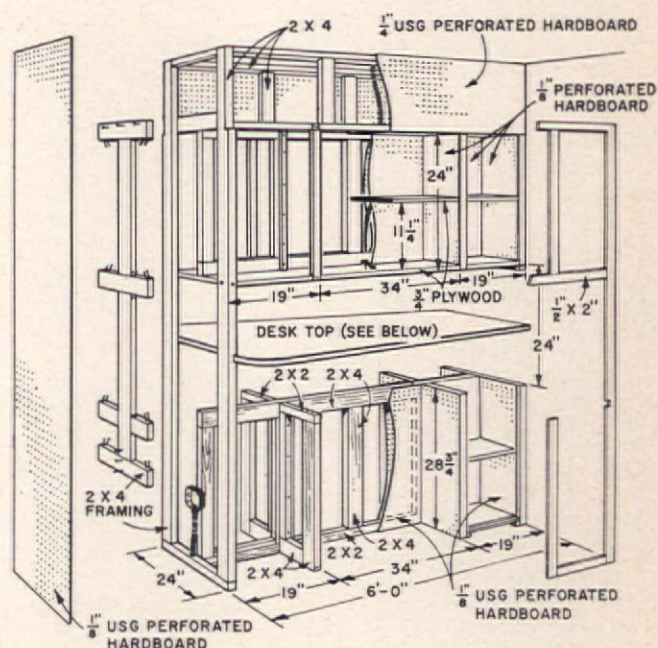 2 X 4
1/4" USG PERFORATED HARDBOARD
1/8" PERFORATED
HARDBOARD
24"
11 1/4"
19"
34"
3/4" PLYWOOD
19"
1/2" X 2"
DESK TOP (SEE BELOW)
24"
2 X 2
2 X 4
28 3/4"
2 X 4
FRAMING
2 X 4
2 X 2
2 X 4
24"
19"
34"
19"
6'-0"
1/8" USG PERFORATED
HARDBOARD
1/8" USG PERFORATED
HARDBOARD